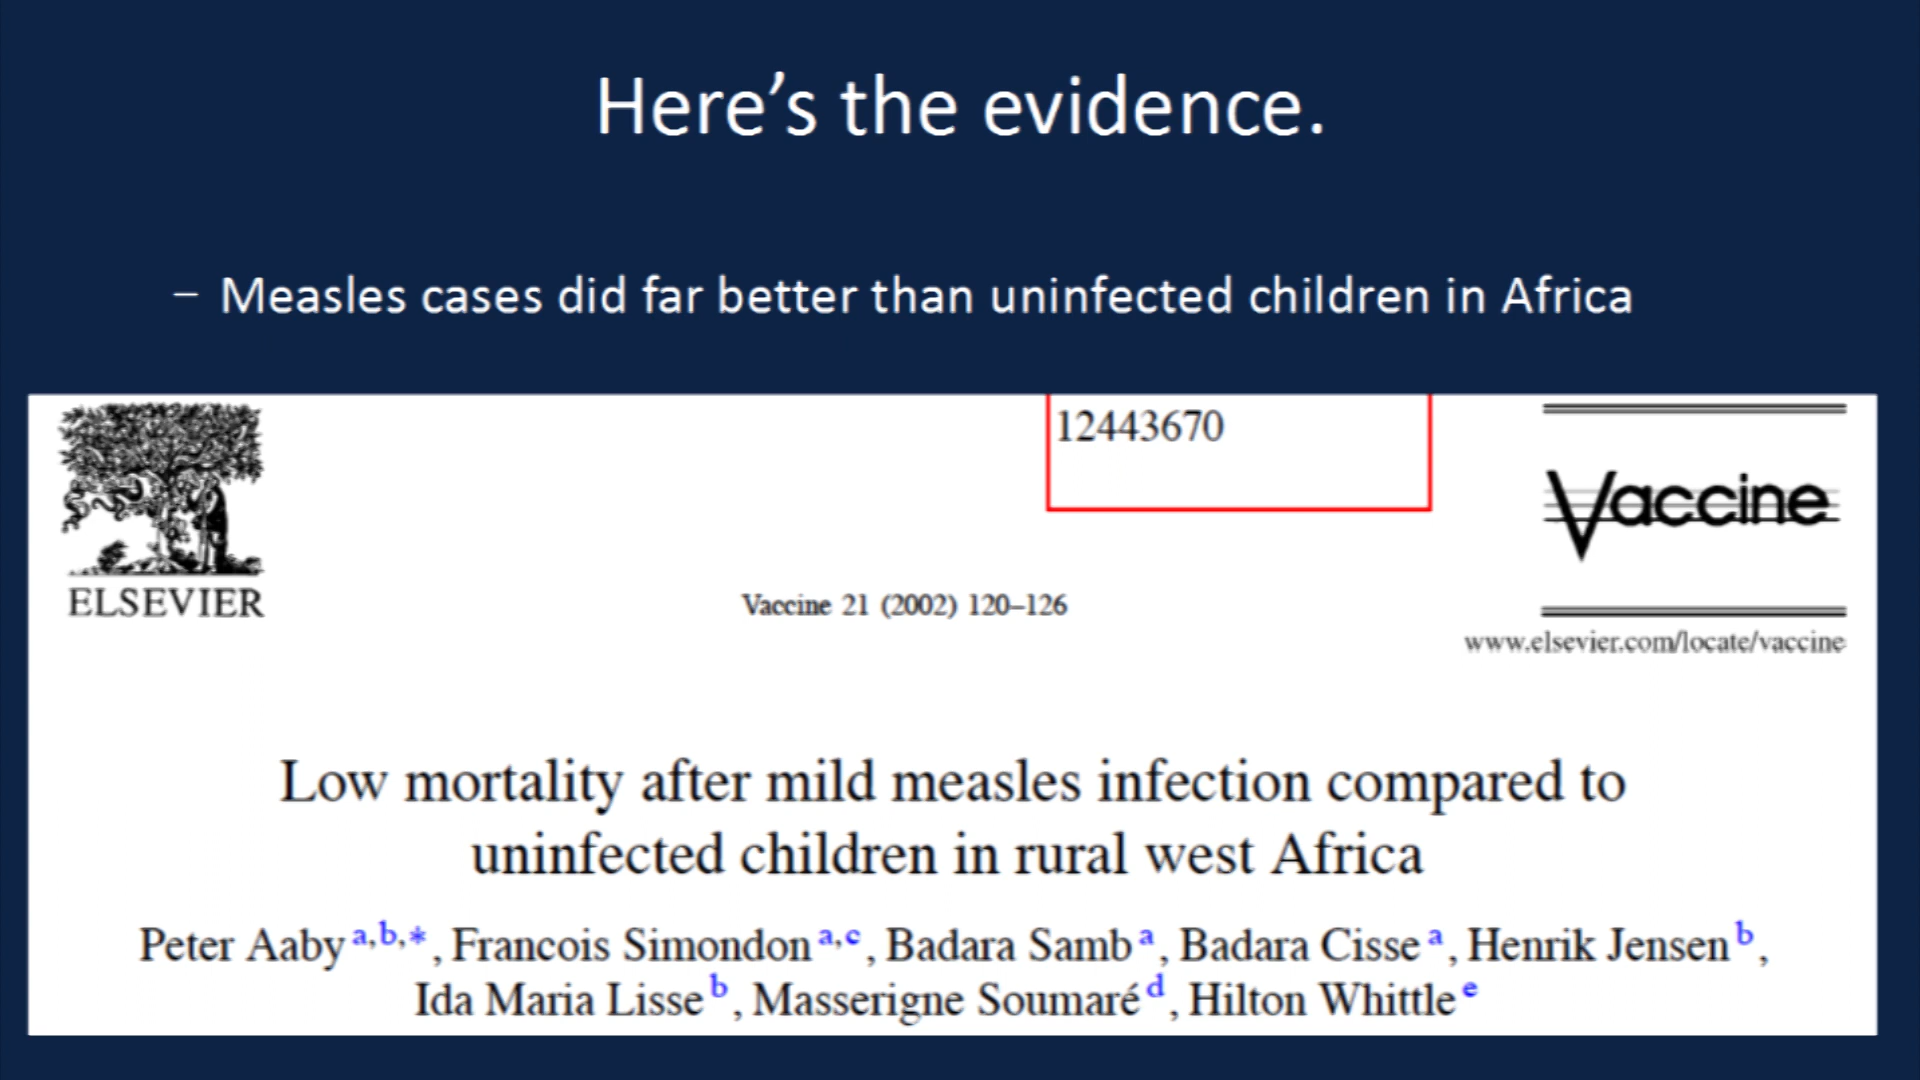 Here’s the evidence.
– Measles cases did far better than uninfected children in Africa
12443670
ELSEVIER
Vaccine
Vaccine 21 (2002) 120–126
www.elsevier.com/locate/vaccine
Low mortality after mild measles infection compared to
uninfected children in rural west Africa
Peter Aaby a,b,*, Francois Simondon a,c, Badara Samb a, Badara Cisse a, Henrik Jensen b,
Ida Maria Lisse b, Masserigne Soumaré d, Hilton Whittle e